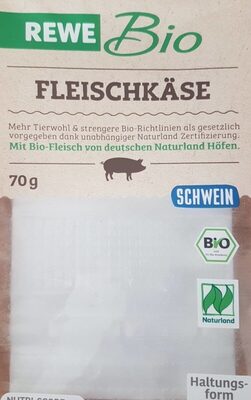 REWE Bio
FLEISCHKÄSE
Mehr Tierwohl & strengere Bio-Richtlinien als gesetzlich
vorgegeben dank unabhängiger Naturland Zertifizierung.
Mit Bio-Fleisch von deutschen Naturland Höfen.
70 g
SCHWEIN
BIO
Naturland
Haltungs-
form